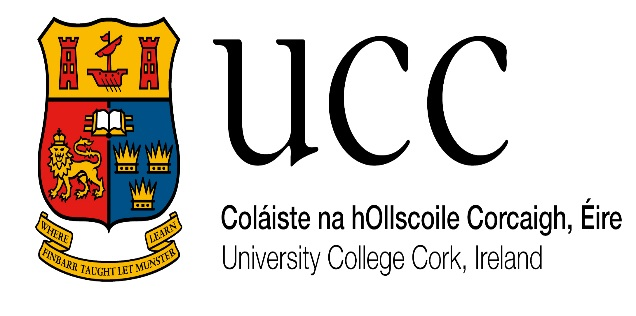 ucc
Coláiste na hOllscoile Corcaigh, Éire
University College Cork, Ireland
WHERE
FINBARR TAUGHT LET MUNSTER
LEARN